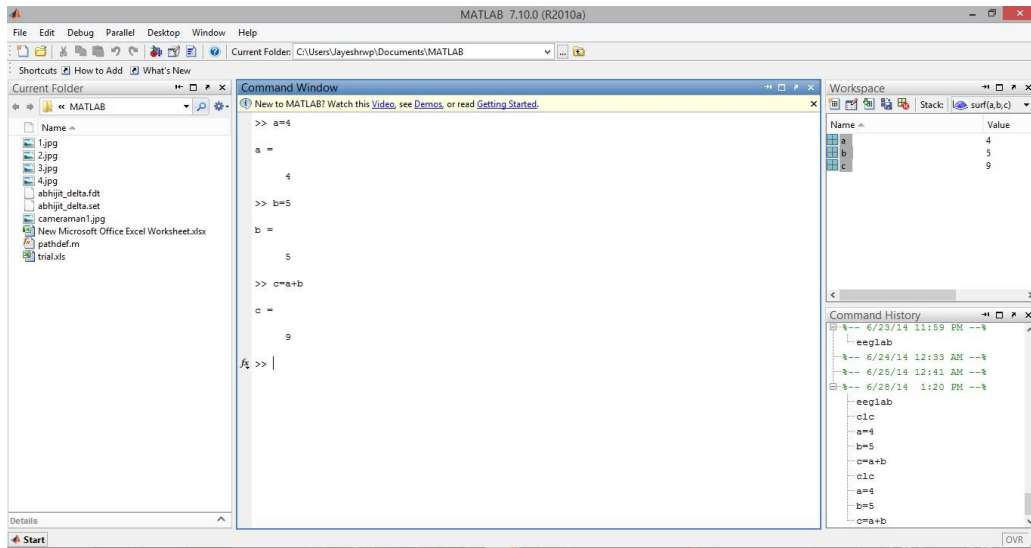 MATLAB 7.10.0 (R2010a)
File Edit Debug Parallel Desktop Window Help
Current Folder: C:\Users\Jayeshrwp\Documents\MATLAB
Shortcuts How to Add What's New
Current Folder
« MATLAB
Name
1.jpg
2.jpg
3.jpg
4.jpg
abhijit_delta.fdt
abhijit_delta.set
cameraman1.jpg
New Microsoft Office Excel Worksheet.xlsx
pathdef.m
trial.xls
Details
Command Window
New to MATLAB? Watch this Video, see Demos, or read Getting Started.
>> a=4
a =
4
>> b=5
b =
5
>> c=a+b
c =
9
fx >>
Workspace
Stack: surf(a,b,c)
Name Value
a 4
b 5
c 9
Command History
%-- 6/23/14 11:59 PM --%
eeglab
%-- 6/24/14 12:33 AM --%
%-- 6/25/14 12:41 AM --%
%-- 6/28/14 1:20 PM --%
eeglab
clc
a=4
b=5
c=a+b
clc
a=4
b=5
c=a+b
Start
OVR